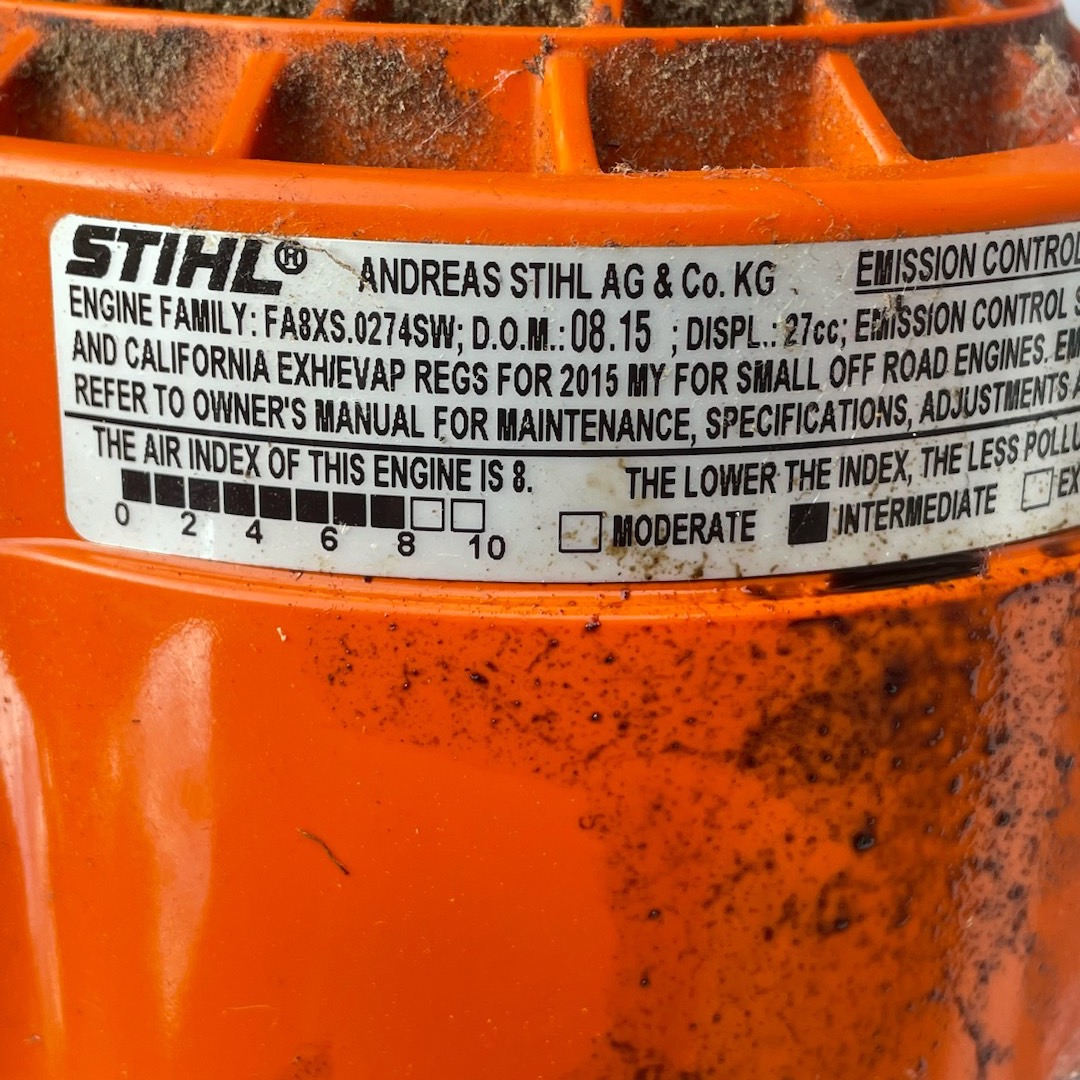 STIHL® ANDREAS STIHL AG & Co. KG EMISSION CONTROL
ENGINE FAMILY: FA8XS.0274SW; D.O.M.: 08.15 ; DISPL.: 27cc; EMISSION CONTROL S
AND CALIFORNIA EXH/EVAP REGS FOR 2015 MY FOR SMALL OFF ROAD ENGINES. EM
REFER TO OWNER'S MANUAL FOR MAINTENANCE, SPECIFICATIONS, ADJUSTMENTS A
THE AIR INDEX OF THIS ENGINE IS 8. THE LOWER THE INDEX, THE LESS POLLU
0 2 4 6 8 10 MODERATE INTERMEDIATE EX